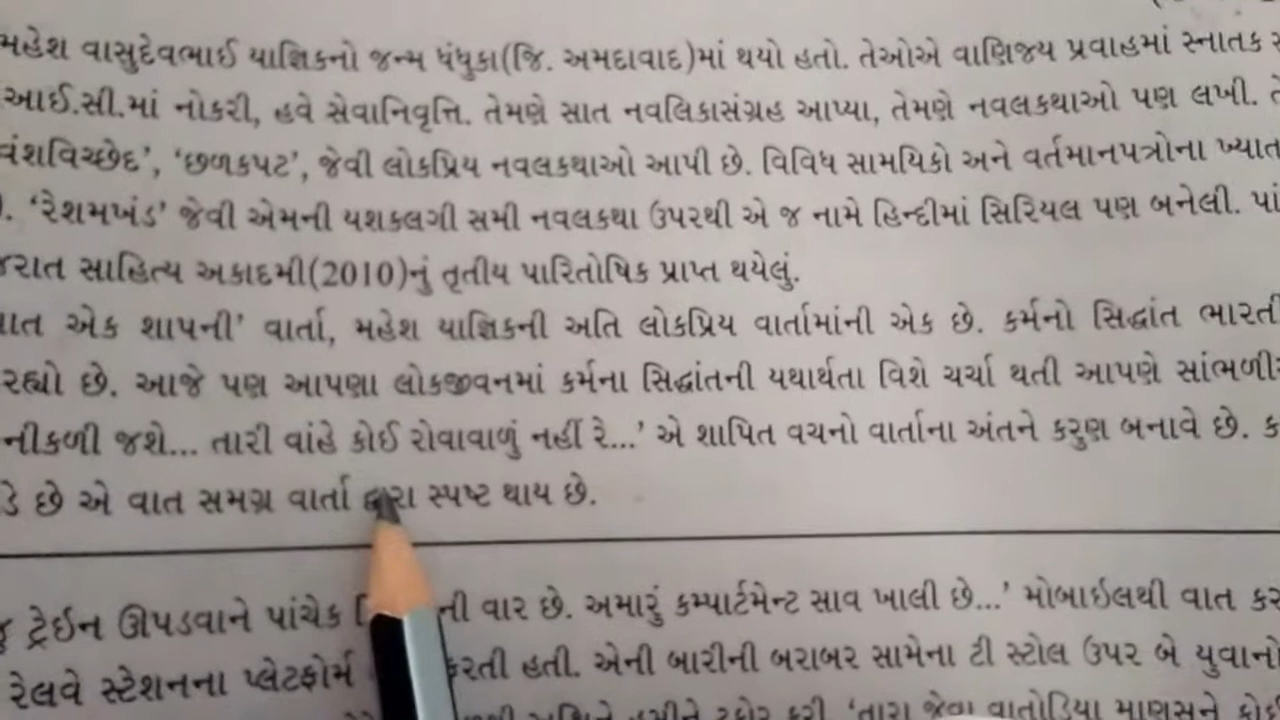 મહેશ વાસુદેવભાઈ યાજ્ઞિકનો જન્મ ધંધુકા(જિ. અમદાવાદ)માં થયો હતો. તેઓએ વાણિજ્ય પ્રવાહમાં સ્નાતક
આઈ.સી.માં નોકરી, હવે સેવાનિવૃત્તિ. તેમણે સાત નવલિકાસંગ્રહ આપ્યા, તેમણે નવલકથાઓ પણ લખી.
વંશવિચ્છેદ', 'છળકપટ', જેવી લોકપ્રિય નવલકથાઓ આપી છે. વિવિધ સામયિકો અને વર્તમાનપત્રોના ખ્યાત
'રેશમખંડ' જેવી એમની યશકલગી સમી નવલકથા ઉપરથી એ જ નામે હિન્દીમાં સિરિયલ પણ બનેલી. પાં
જરાત સાહિત્ય અકાદમી(2010)નું તૃતીય પારિતોષિક પ્રાપ્ત થયેલું.
ાત એક શાપની' વાર્તા, મહેશ યાજ્ઞિકની અતિ લોકપ્રિય વાર્તામાંની એક છે. કર્મનો સિદ્ધાંત ભારતી
રહ્યો છે. આજે પણ આપણા લોકજીવનમાં કર્મના સિદ્ધાંતની યથાર્થતા વિશે ચર્ચા થતી આપણે સાંભળી
નીકળી જશે... તારી વાંહે કોઈ રોવાવાળું નહીં રે...' એ શાપિત વચનો વાર્તાના અંતને કરુણ બનાવે છે. ક
ડે છે એ વાત સમગ્ર વાર્તા દ્વારા સ્પષ્ટ થાય છે.
ટ્રેઈન ઊપડવાને પાંચેક ની વાર છે. અમારું કમ્પાર્ટમેન્ટ સાવ ખાલી છે...' મોબાઇલથી વાત કર
રેલવે સ્ટેશનના પ્લેટફોર્મ ફરતી હતી. એની બારીની બરાબર સામેના ટી સ્ટોલ ઉપર બે યુવાનો
'તારા જેવા વાતોડિયા માણસને કોઈ